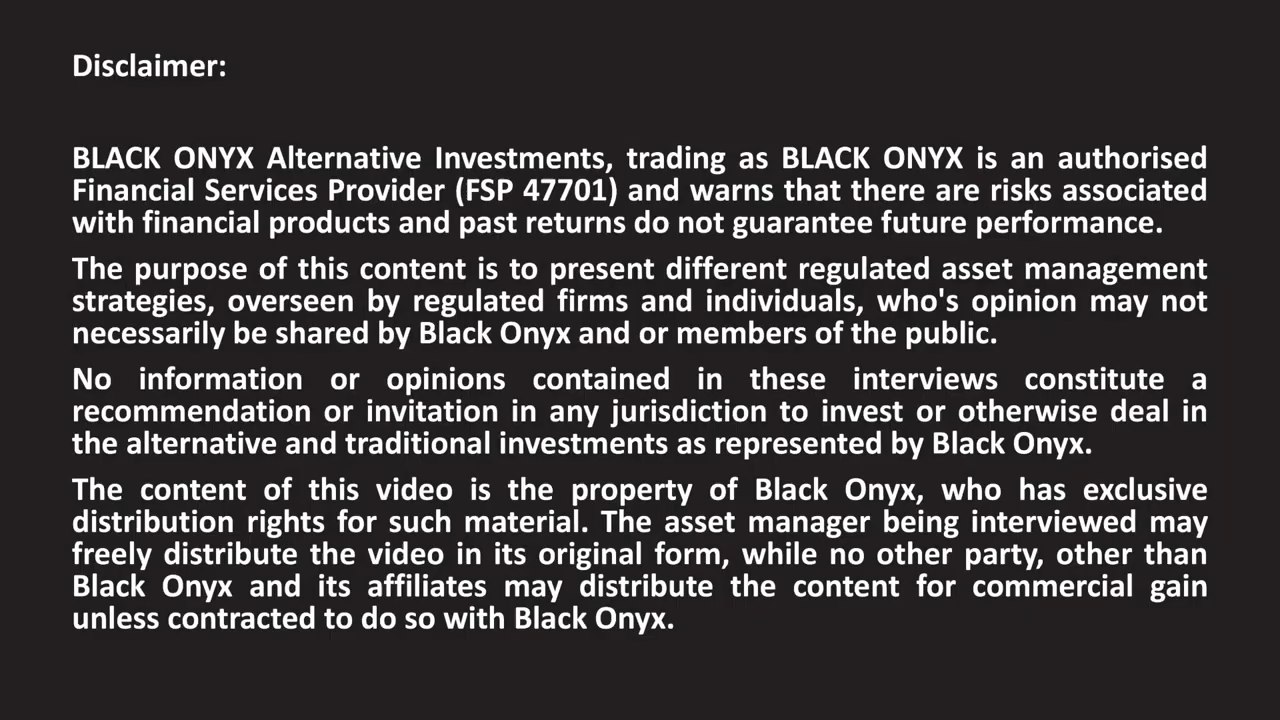 Disclaimer:
BLACK ONYX Alternative Investments, trading as BLACK ONYX is an authorised
Financial Services Provider (FSP 47701) and warns that there are risks associated
with financial products and past returns do not guarantee future performance.
The purpose of this content is to present different regulated asset management
strategies, overseen by regulated firms and individuals, who's opinion may not
necessarily be shared by Black Onyx and or members of the public.
No information or opinions contained in these interviews constitute a
recommendation or invitation in any jurisdiction to invest or otherwise deal in
the alternative and traditional investments as represented by Black Onyx.
The content of this video is the property of Black Onyx, who has exclusive
distribution rights for such material. The asset manager being interviewed may
freely distribute the video in its original form, while no other party, other than
Black Onyx and its affiliates may distribute the content for commercial gain
unless contracted to do so with Black Onyx.